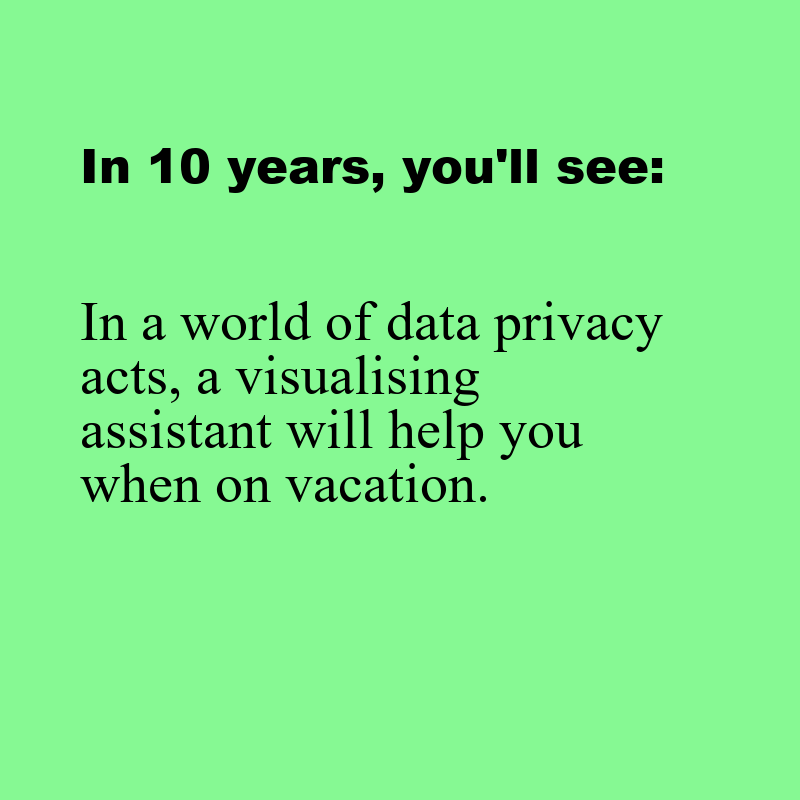 In 10 years, you'll see:
In a world of data privacy
acts, a visualising
assistant will help you
when on vacation.